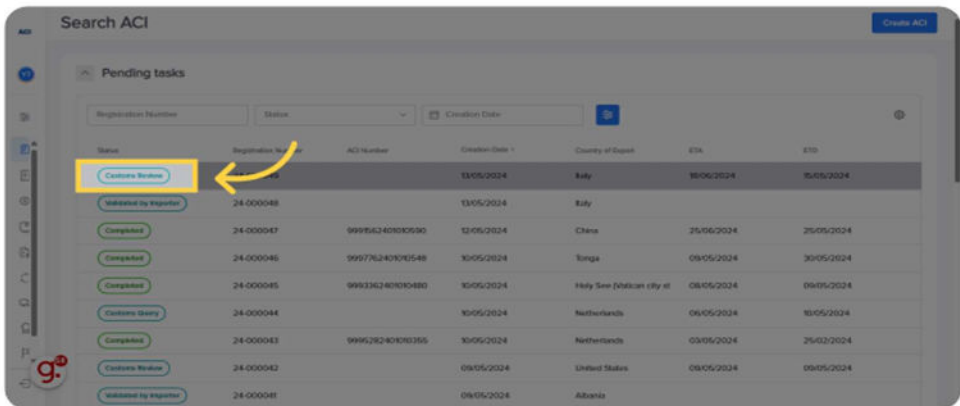 Search ACI
Create ACI
ACI
Pending tasks
Registration Number Status Creation Date
Status Registration Number ACI Number Creation Date Country of Export ETA ETD
Customs Review 13/05/2024 Italy 18/06/2024 15/05/2024
Validated by Importer 24-000048 13/05/2024 Italy
Completed 24-000047 12/05/2024 China 25/06/2024 25/05/2024
Completed 24-000046 9997762401010548 10/05/2024 Tonga 09/05/2024 30/05/2024
Completed 24-000045 9993362401010480 10/05/2024 Holy See (Vatican city st 08/05/2024 09/05/2024
Customs Query 24-000044 10/05/2024 Netherlands 06/05/2024 10/05/2024
Completed 24-000043 9995282401010355 10/05/2024 Netherlands 03/05/2024 25/02/2024
Customs Review 24-000042 09/05/2024 United States 09/05/2024 09/05/2024
Validated by Importer 24-000041 09/05/2024 Albania
g.